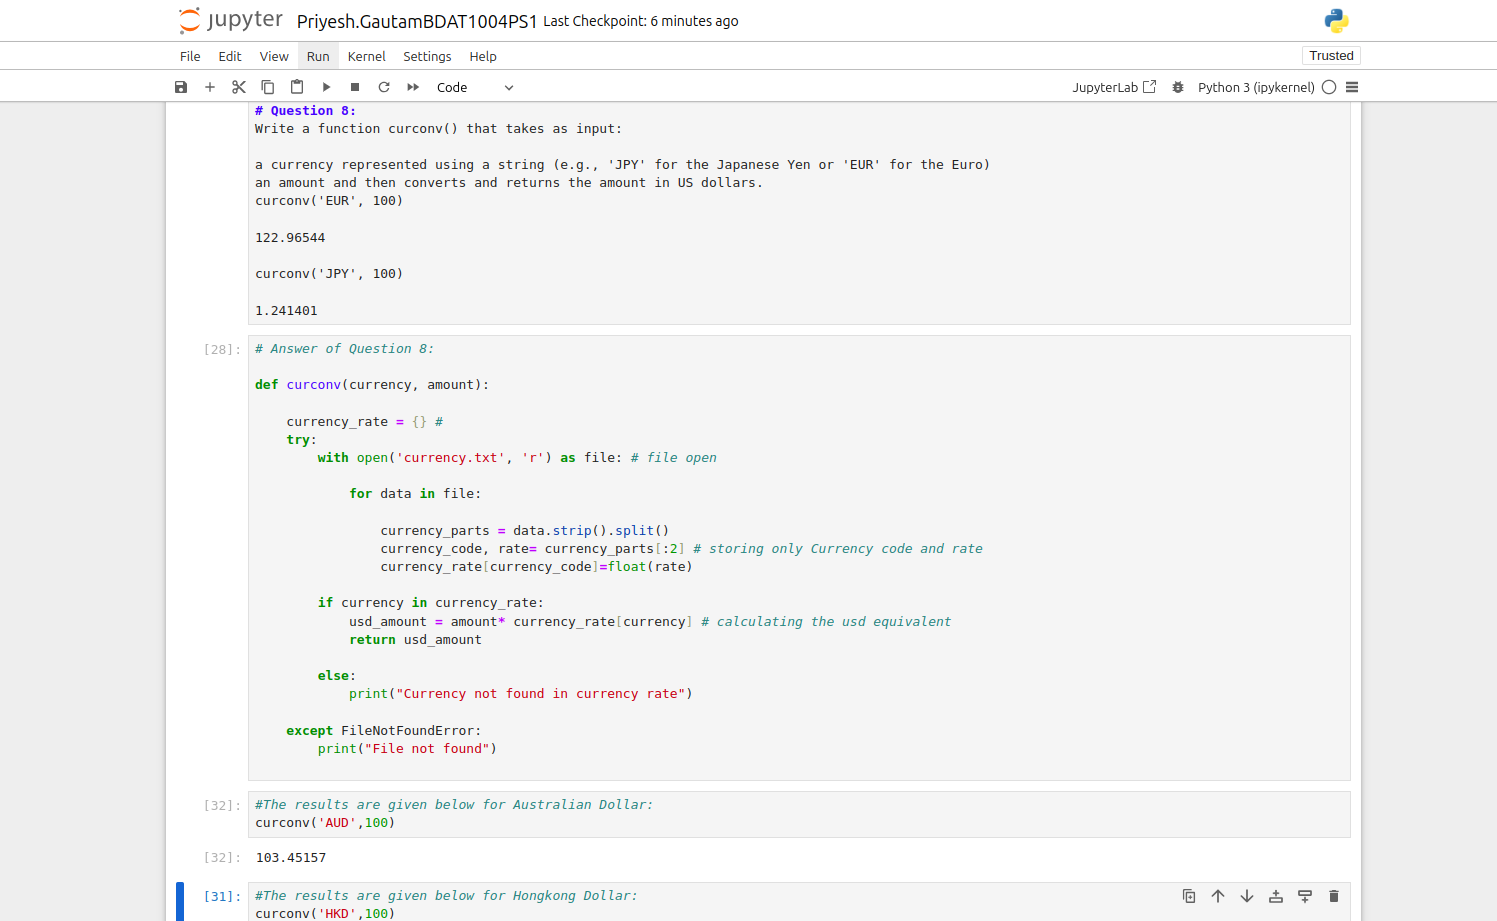 jupyter Priyesh.GautamBDAT1004PS1 Last Checkpoint: 6 minutes ago
File Edit View Run Kernel Settings Help Trusted
Code JupyterLab Python 3 (ipykernel)
# Question 8:
Write a function curconv() that takes as input:
a currency represented using a string (e.g., 'JPY' for the Japanese Yen or 'EUR' for the Euro)
an amount and then converts and returns the amount in US dollars.
curconv('EUR', 100)
122.96544
curconv('JPY', 100)
1.241401
[28]: # Answer of Question 8:
def curconv(currency, amount):
currency_rate = {} #
try:
with open('currency.txt', 'r') as file: # file open
for data in file:
currency_parts = data.strip().split()
currency_code, rate= currency_parts[:2] # storing only Currency code and rate
currency_rate[currency_code]=float(rate)
if currency in currency_rate:
usd_amount = amount* currency_rate[currency] # calculating the usd equivalent
return usd_amount
else:
print("Currency not found in currency rate")
except FileNotFoundError:
print("File not found")
[32]: #The results are given below for Australian Dollar:
curconv('AUD',100)
[32]: 103.45157
[31]: #The results are given below for Hongkong Dollar:
curconv('HKD',100)